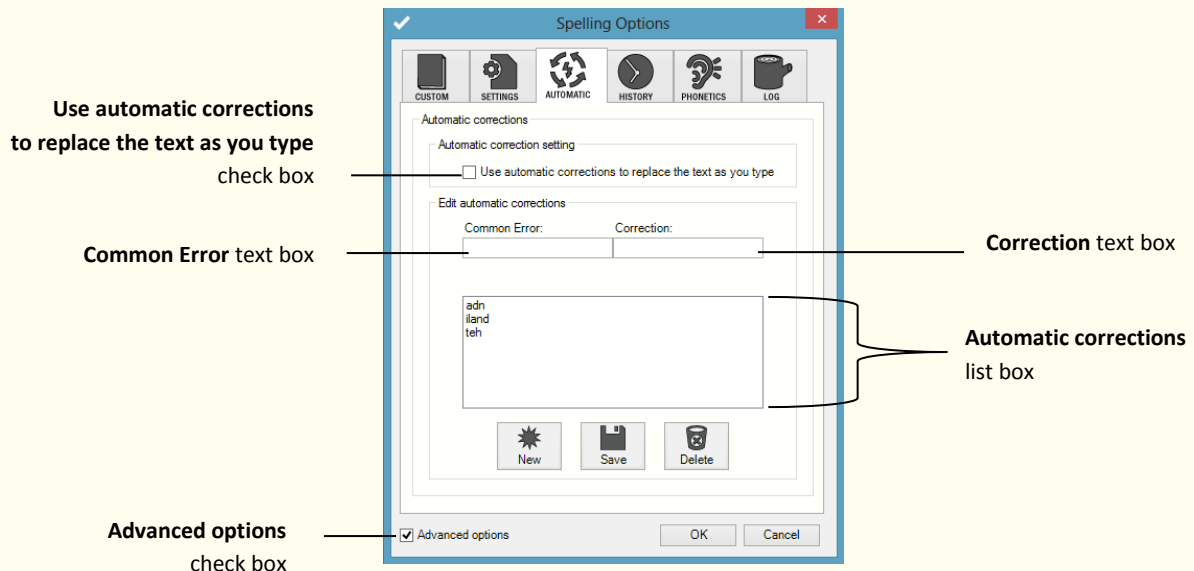 Spelling Options
CUSTOM SETTINGS AUTOMATIC HISTORY PHONETICS LOG
Use automatic corrections
to replace the text as you type
check box
Automatic corrections
Automatic correction setting
Use automatic corrections to replace the text as you type
Edit automatic corrections
Common Error: Correction:
Common Error text box
Correction text box
adn
iland
teh
Automatic corrections
list box
New Save Delete
Advanced options
check box
Advanced options OK Cancel